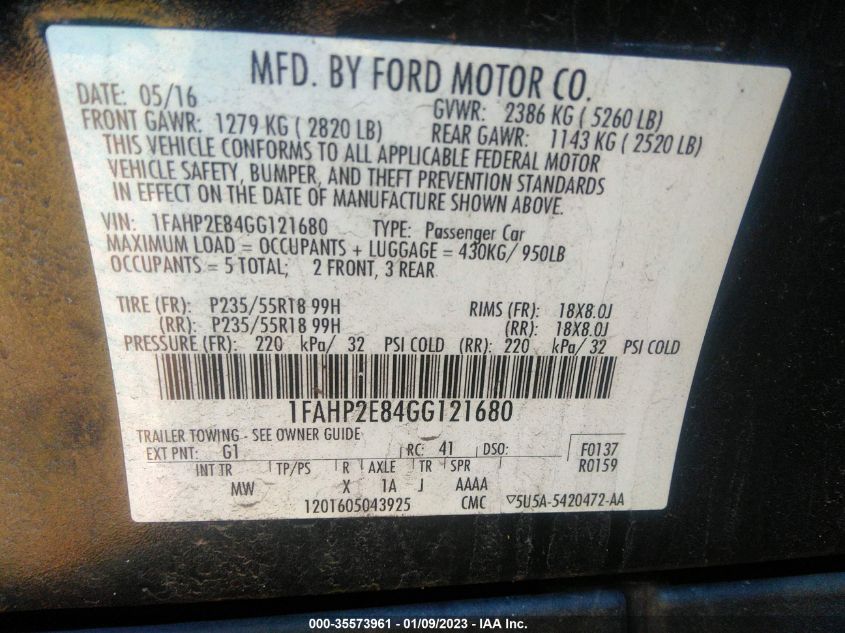 MFD. BY FORD MOTOR CO.
DATE: 05/16 GVWR: 2386 KG ( 5260 LB)
FRONT GAWR: 1279 KG ( 2820 LB) REAR GAWR: 1143 KG ( 2520 LB)
THIS VEHICLE CONFORMS TO ALL APPLICABLE FEDERAL MOTOR
VEHICLE SAFETY, BUMPER, AND THEFT PREVENTION STANDARDS
IN EFFECT ON THE DATE OF MANUFACTURE SHOWN ABOVE.
VIN: 1FAHP2E84GG121680 TYPE: Passenger Car
MAXIMUM LOAD = OCCUPANTS + LUGGAGE = 430KG/ 950LB
OCCUPANTS = 5 TOTAL; 2 FRONT, 3 REAR
TIRE (FR): P235/55R18 99H RIMS (FR): 18X8.0J
(RR): P235/55R18 99H (RR): 18X8.0J
PRESSURE (FR): 220 kPa/ 32 PSI COLD (RR): 220 kPa/ 32 PSI COLD
1FAHP2E84GG121680
TRAILER TOWING - SEE OWNER GUIDE
EXT PNT: G1 RC: 41 DSO: F0137
R0159
INT TR TP/PS R AXLE TR SPR
MW X 1A J AAAA
120T605043925 CMC ▽5U5A-5420472-AA
000-35573961 - 01/09/2023 - IAA Inc.